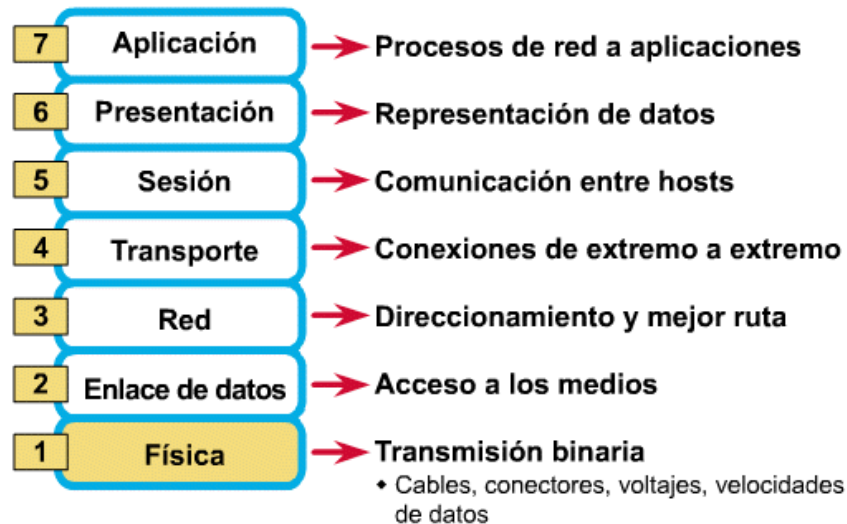 7 Aplicación Procesos de red a aplicaciones
6 Presentación Representación de datos
5 Sesión Comunicación entre hosts
4 Transporte Conexiones de extremo a extremo
3 Red Direccionamiento y mejor ruta
2 Enlace de datos Acceso a los medios
1 Física Transmisión binaria
◆ Cables, conectores, voltajes, velocidades
de datos